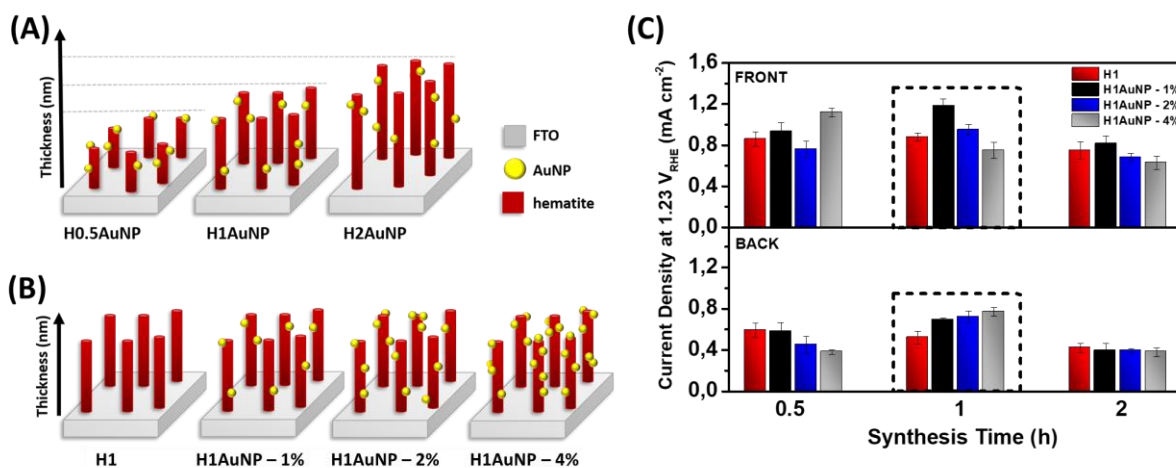 (A)
Thickness (nm)
H0.5AuNP
H1AuNP
H2AuNP
FTO
AuNP
hematite
(B)
Thickness (nm)
H1
H1AuNP – 1%
H1AuNP – 2%
H1AuNP – 4%
(C)
Current Density at 1.23 V_RHE (mA cm⁻²)
1,6
1,2
0,8
0,4
0,0
FRONT
H1
H1AuNP - 1%
H1AuNP - 2%
H1AuNP - 4%
1,2
0,8
0,4
0,0
BACK
0.5
1
2
Synthesis Time (h)